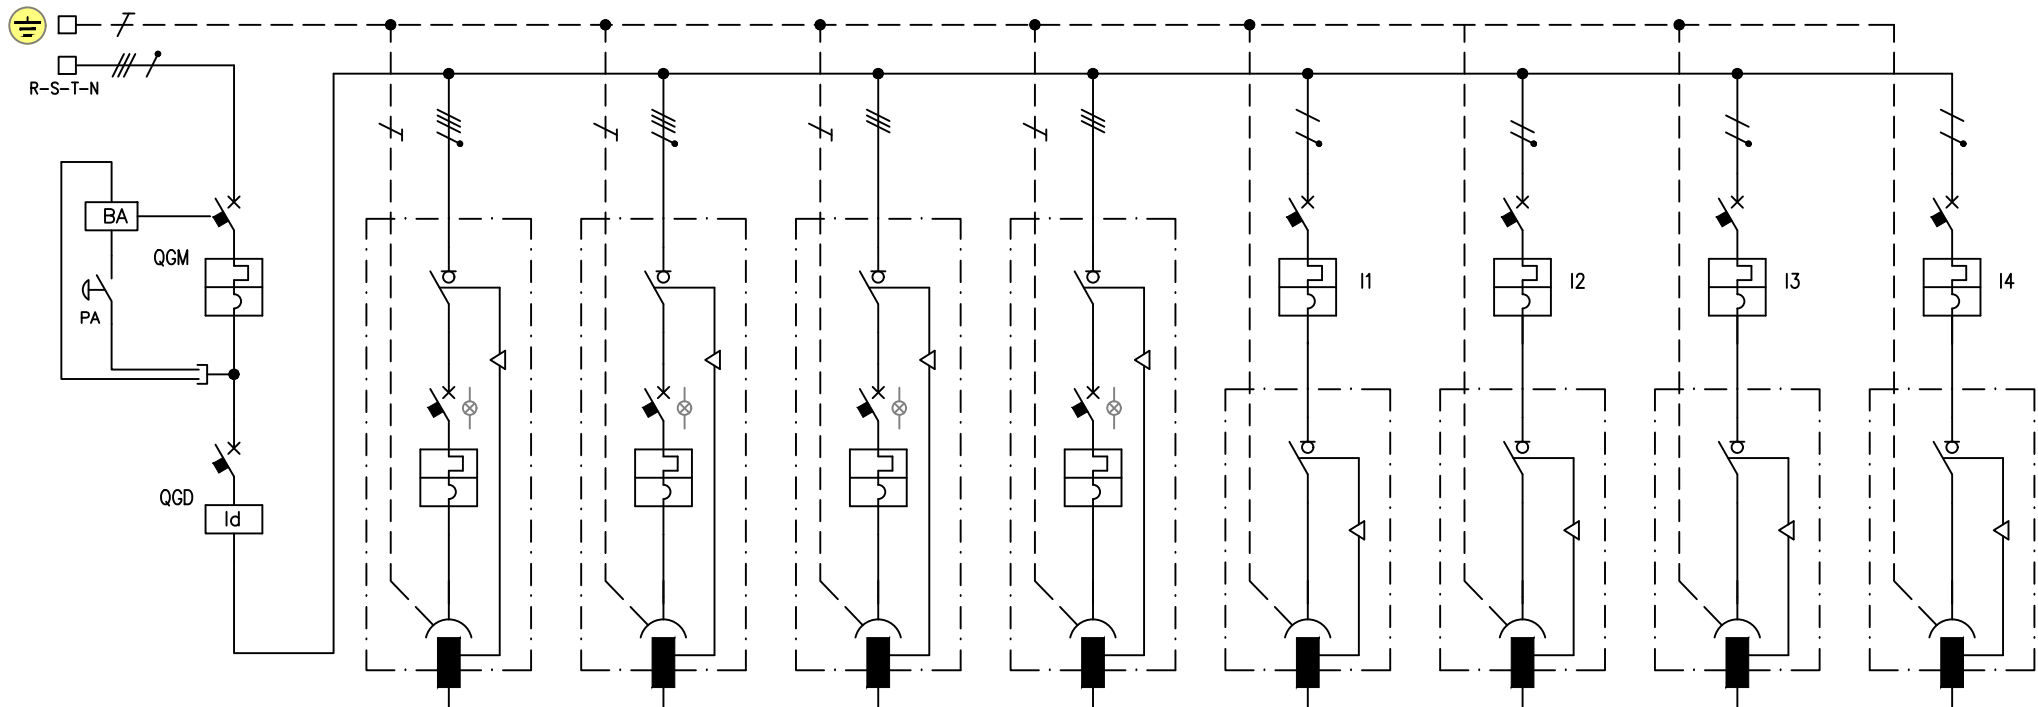 R-S-T-N
BA
QGM
PA
I1
I2
I3
I4
QGD
Id